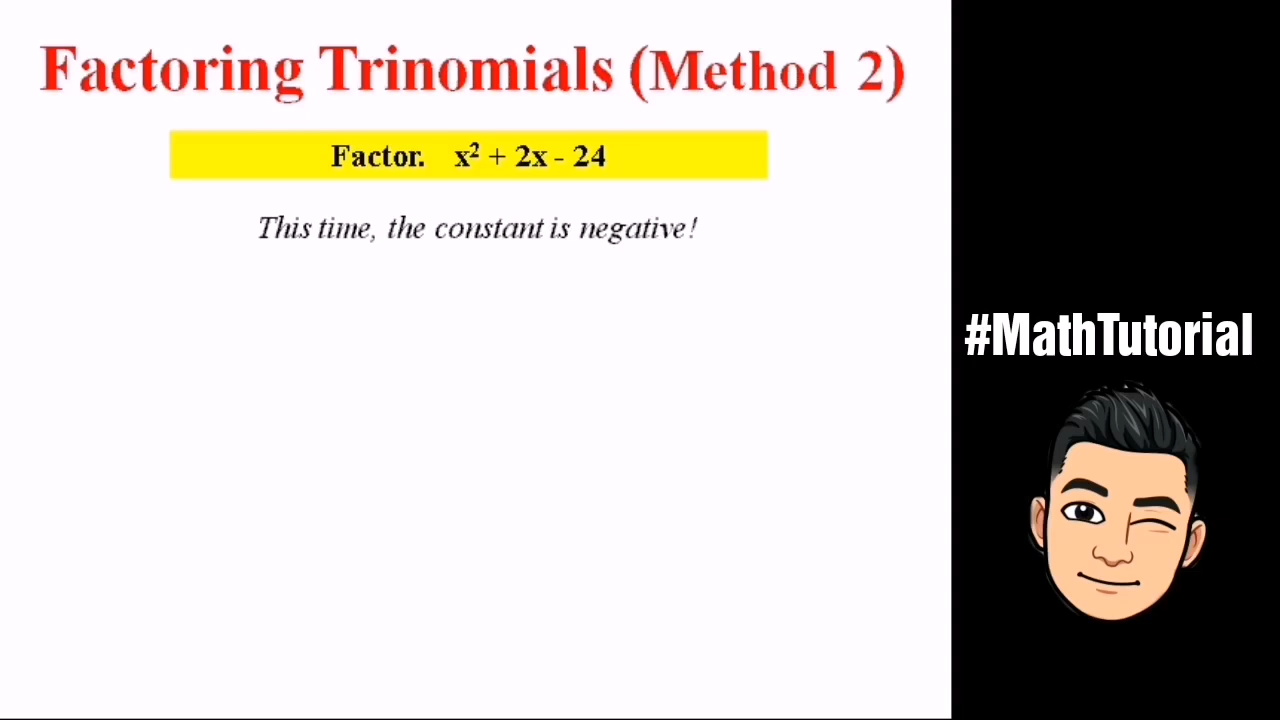 Factoring Trinomials (Method 2)
Factor. x² + 2x - 24
This time, the constant is negative!
#MathTutorial